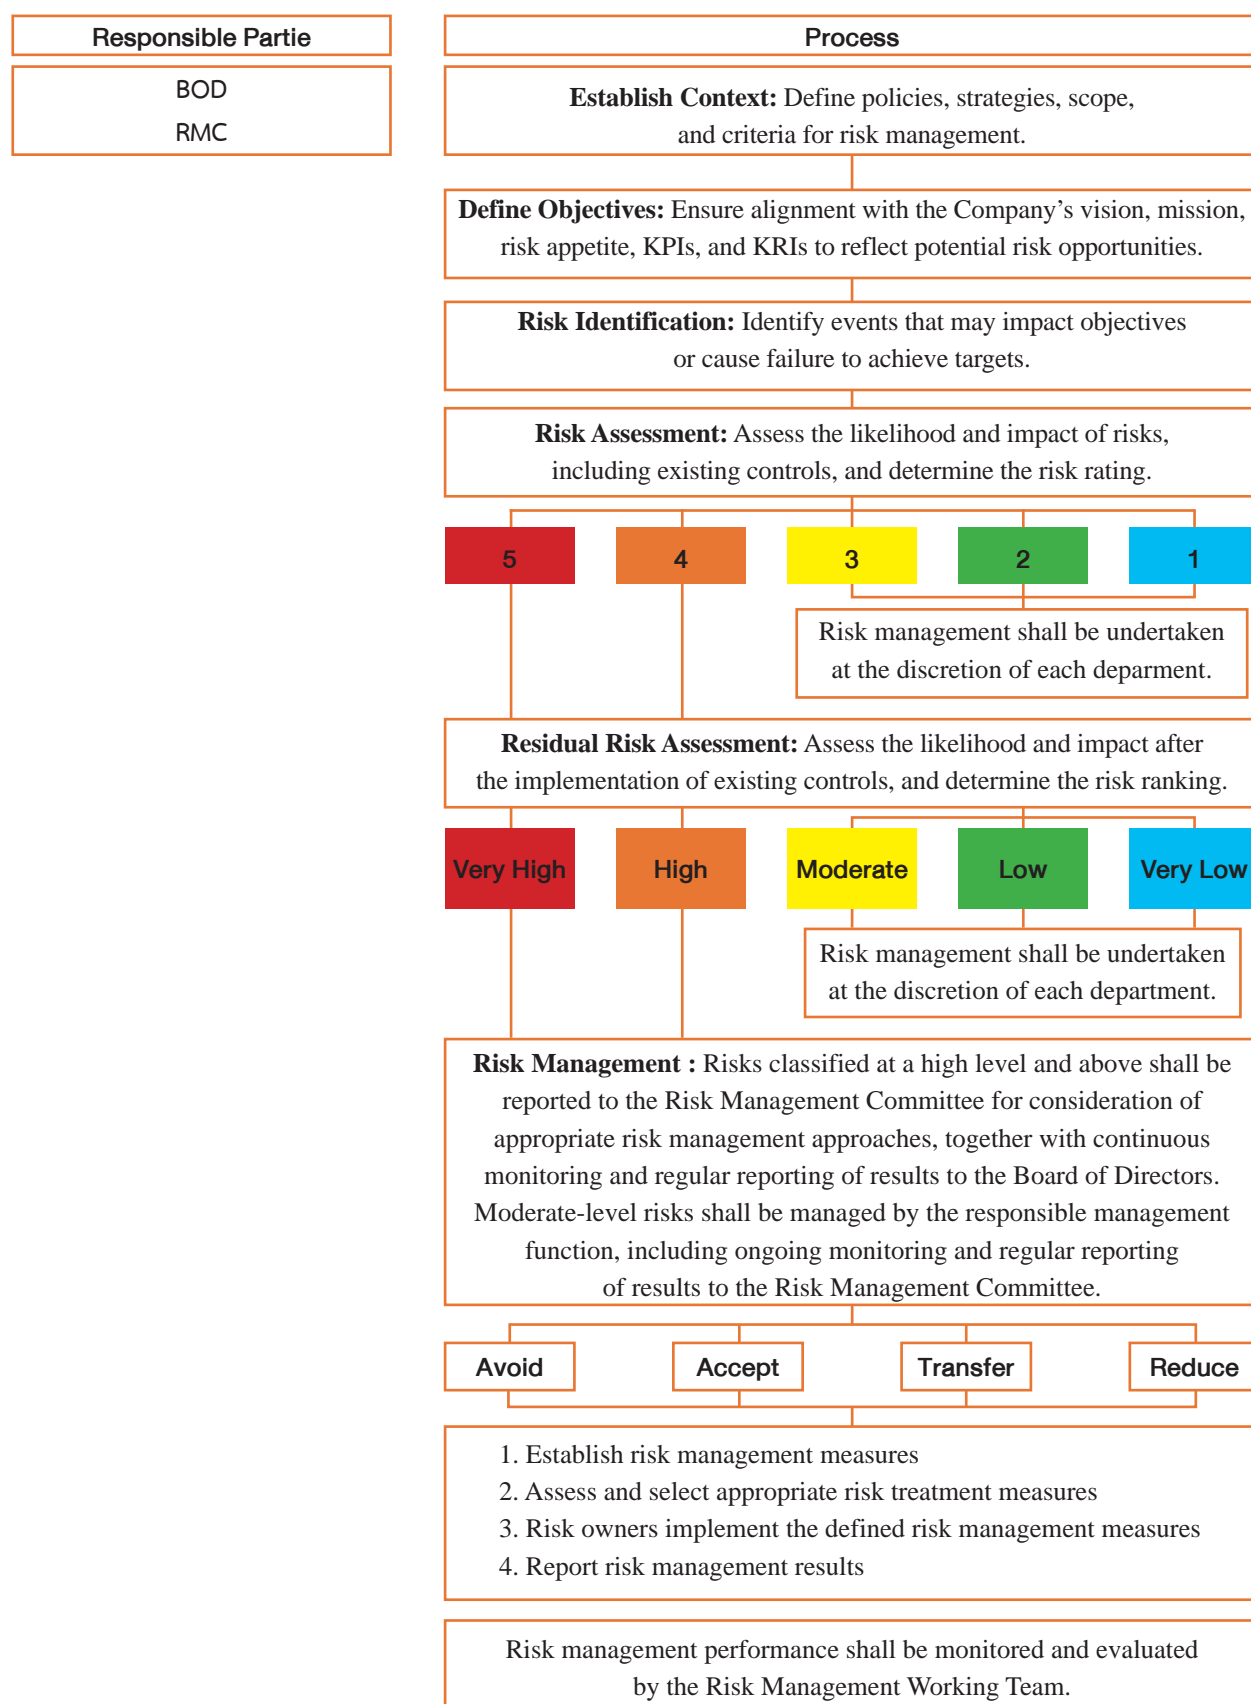 Responsible Partie
Process
BOD
RMC
Establish Context: Define policies, strategies, scope,
and criteria for risk management.
Define Objectives: Ensure alignment with the Company’s vision, mission,
risk appetite, KPIs, and KRIs to reflect potential risk opportunities.
Risk Identification: Identify events that may impact objectives
or cause failure to achieve targets.
Risk Assessment: Assess the likelihood and impact of risks,
including existing controls, and determine the risk rating.
5
4
3
2
1
Risk management shall be undertaken
at the discretion of each deparment.
Residual Risk Assessment: Assess the likelihood and impact after
the implementation of existing controls, and determine the risk ranking.
Very High
High
Moderate
Low
Very Low
Risk management shall be undertaken
at the discretion of each department.
Risk Management : Risks classified at a high level and above shall be
reported to the Risk Management Committee for consideration of
appropriate risk management approaches, together with continuous
monitoring and regular reporting of results to the Board of Directors.
Moderate-level risks shall be managed by the responsible management
function, including ongoing monitoring and regular reporting
of results to the Risk Management Committee.
Avoid
Accept
Transfer
Reduce
1. Establish risk management measures
2. Assess and select appropriate risk treatment measures
3. Risk owners implement the defined risk management measures
4. Report risk management results
Risk management performance shall be monitored and evaluated
by the Risk Management Working Team.